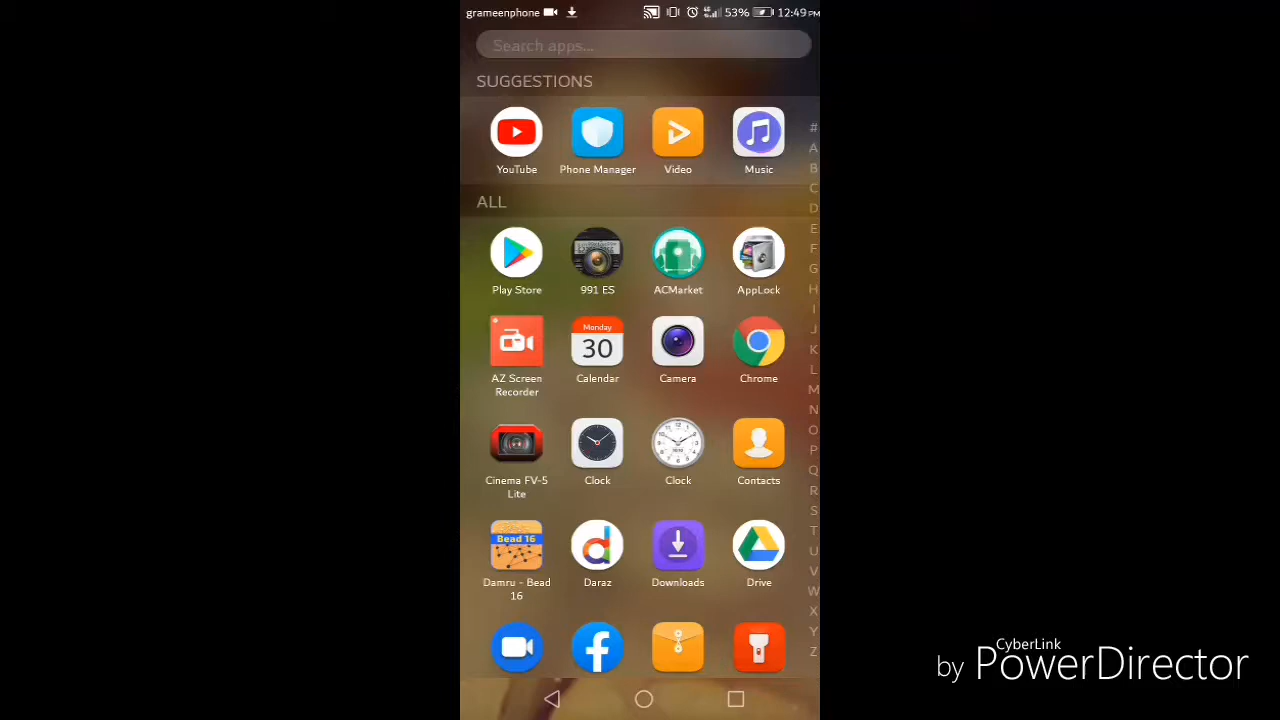 grameenphone 53% 12:49 PM
Search apps...
SUGGESTIONS
YouTube Phone Manager Video Music
ALL
Play Store 991 ES ACMarket AppLock
Monday
30
AZ Screen Recorder Calendar Camera Chrome
Cinema FV-5 Lite Clock Clock Contacts
Bead 16
Damru - Bead 16 Daraz Downloads Drive
#
A
B
C
D
E
F
G
H
I
J
K
L
M
N
O
P
Q
R
S
T
U
V
W
X
Y
Z
CyberLink
by PowerDirector